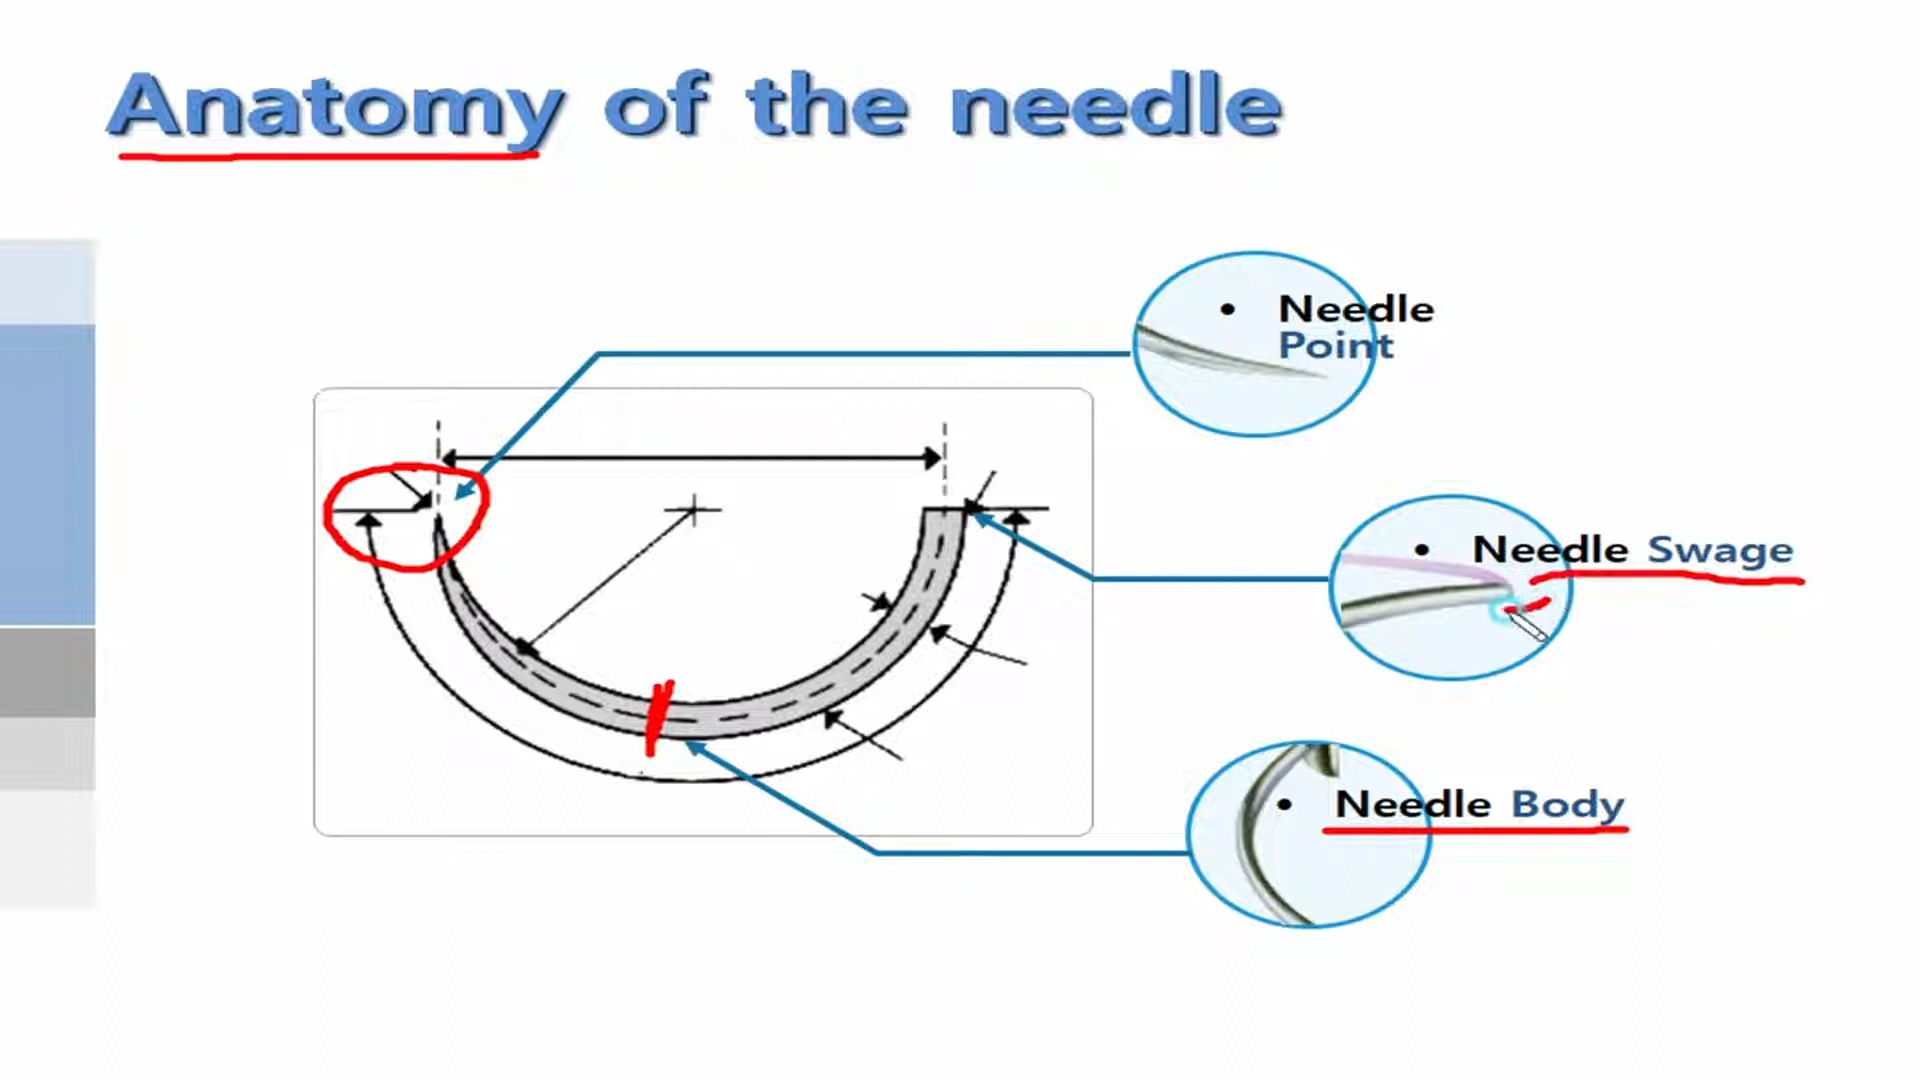 Anatomy of the needle
• Needle
Point
• Needle Swage
• Needle Body